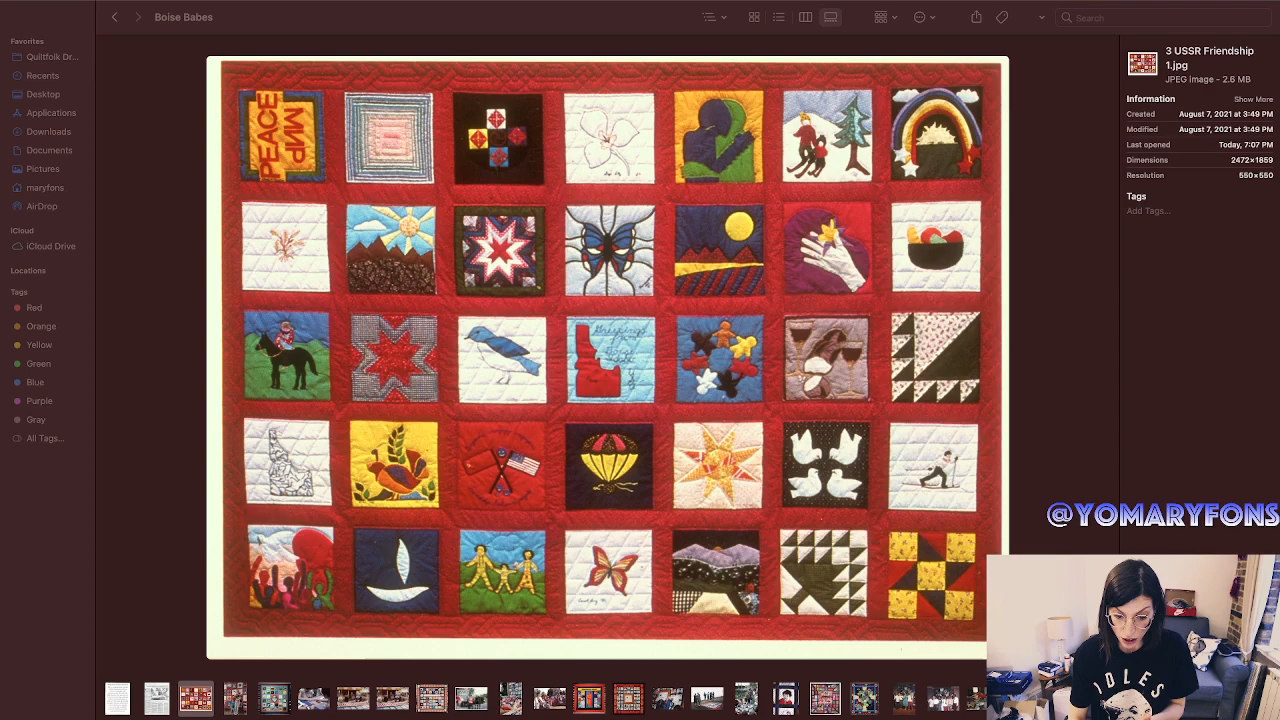 Boise Babes
Search
Favorites
Quiltfolk Dr...
Recents
Desktop
Applications
Downloads
Documents
Pictures
maryfons
AirDrop
iCloud
iCloud Drive
Locations
Tags
Red
Orange
Yellow
Green
Blue
Purple
Gray
All Tags...
3 USSR Friendship
1.jpg
JPEG image - 2.6 MB
Information
Show More
Created
August 7, 2021 at 3:49 PM
Modified
August 7, 2021 at 3:49 PM
Last opened
Today, 7:07 PM
Dimensions
Resolution
550×550
Tags
Add Tags...
PEACE
МИР
Greetings
@YOMARYFONS
IDLES